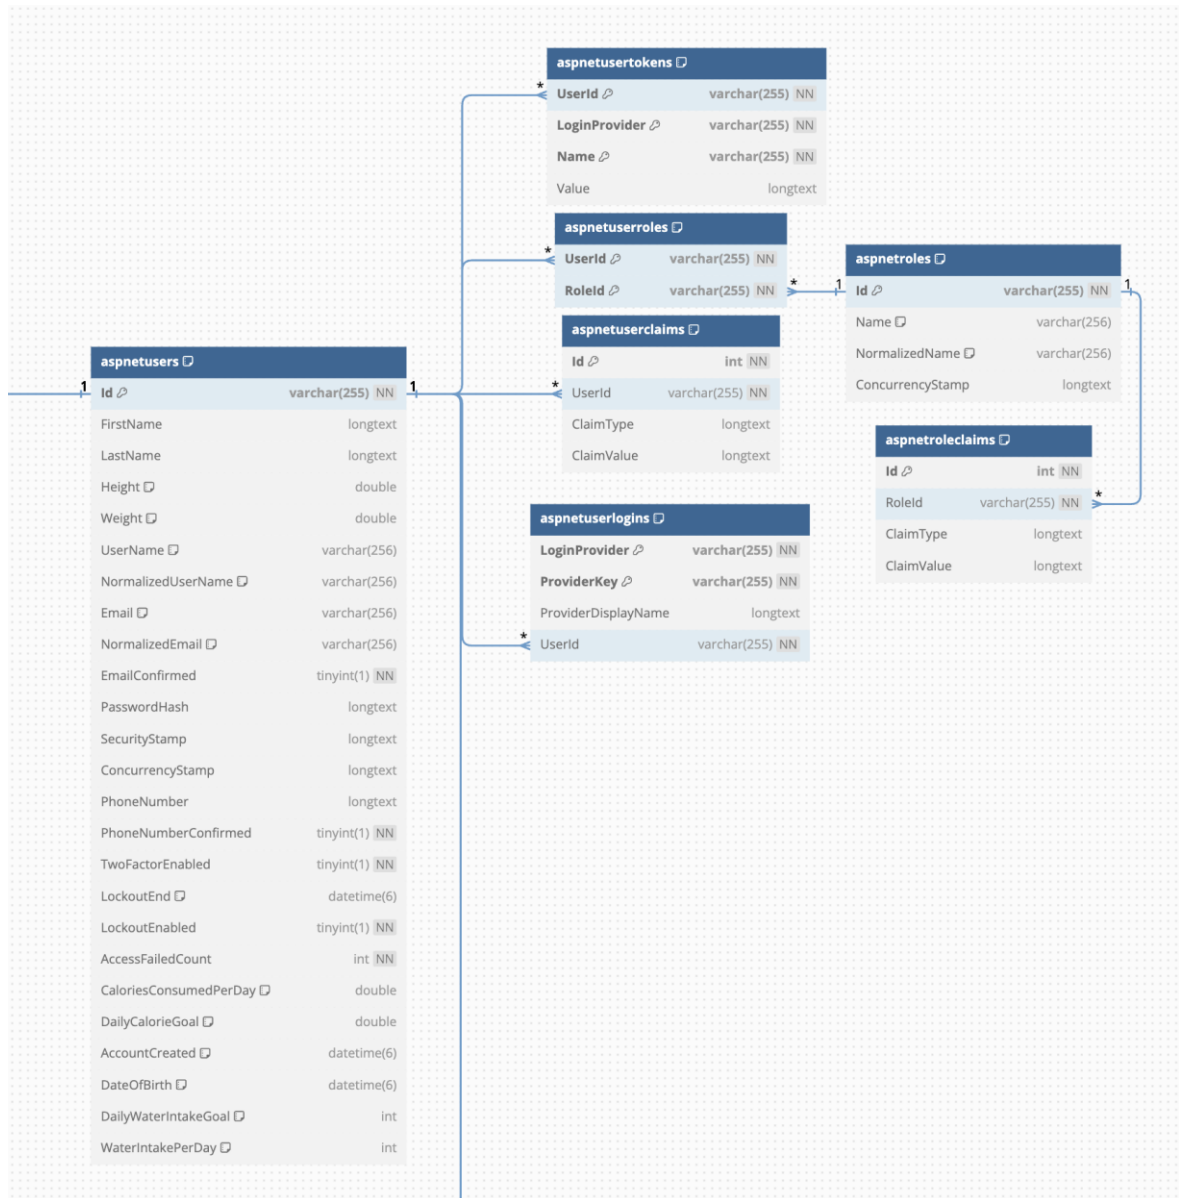 aspnetusertokens
* UserId varchar(255) NN
LoginProvider varchar(255) NN
Name varchar(255) NN
Value longtext
aspnetuserroles
* UserId varchar(255) NN
RoleId varchar(255) NN *
aspnetroles
1 Id varchar(255) NN 1
Name varchar(256)
NormalizedName varchar(256)
ConcurrencyStamp longtext
aspnetuserclaims
Id int NN
* UserId varchar(255) NN
ClaimType longtext
ClaimValue longtext
aspnetroleclaims
Id int NN
RoleId varchar(255) NN *
ClaimType longtext
ClaimValue longtext
aspnetuserlogins
LoginProvider varchar(255) NN
ProviderKey varchar(255) NN
ProviderDisplayName longtext
* UserId varchar(255) NN
aspnetusers
1 Id varchar(255) NN 1
FirstName longtext
LastName longtext
Height double
Weight double
UserName varchar(256)
NormalizedUserName varchar(256)
Email varchar(256)
NormalizedEmail varchar(256)
EmailConfirmed tinyint(1) NN
PasswordHash longtext
SecurityStamp longtext
ConcurrencyStamp longtext
PhoneNumber longtext
PhoneNumberConfirmed tinyint(1) NN
TwoFactorEnabled tinyint(1) NN
LockoutEnd datetime(6)
LockoutEnabled tinyint(1) NN
AccessFailedCount int NN
CaloriesConsumedPerDay double
DailyCalorieGoal double
AccountCreated datetime(6)
DateOfBirth datetime(6)
DailyWaterIntakeGoal int
WaterIntakePerDay int